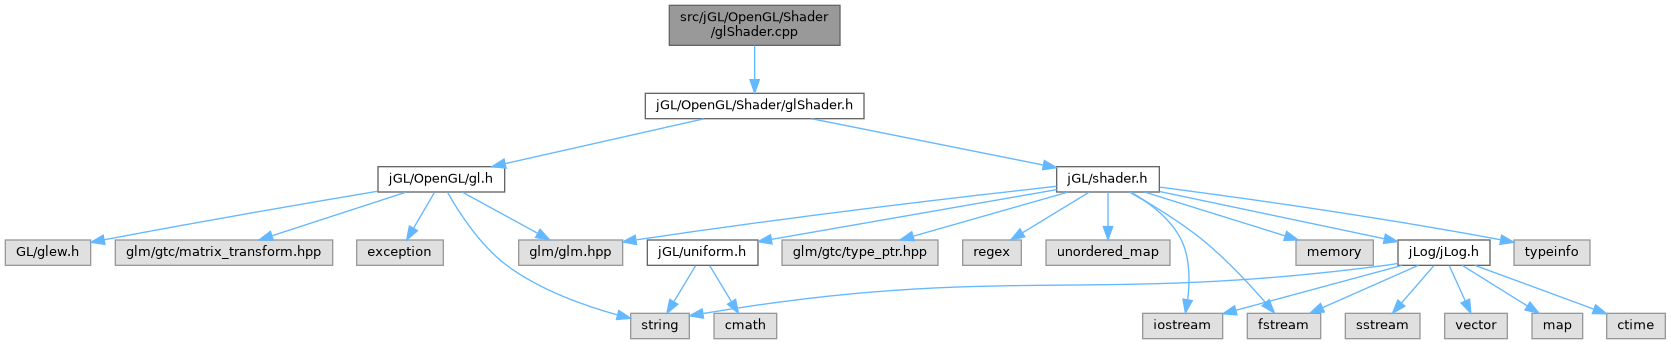 src/jGL/OpenGL/Shader
/glShader.cpp
jGL/OpenGL/Shader/glShader.h
jGL/OpenGL/gl.h
jGL/shader.h
GL/glew.h
glm/gtc/matrix_transform.hpp
exception
glm/glm.hpp
jGL/uniform.h
glm/gtc/type_ptr.hpp
regex
unordered_map
memory
jLog/jLog.h
typeinfo
string
cmath
iostream
fstream
sstream
vector
map
ctime